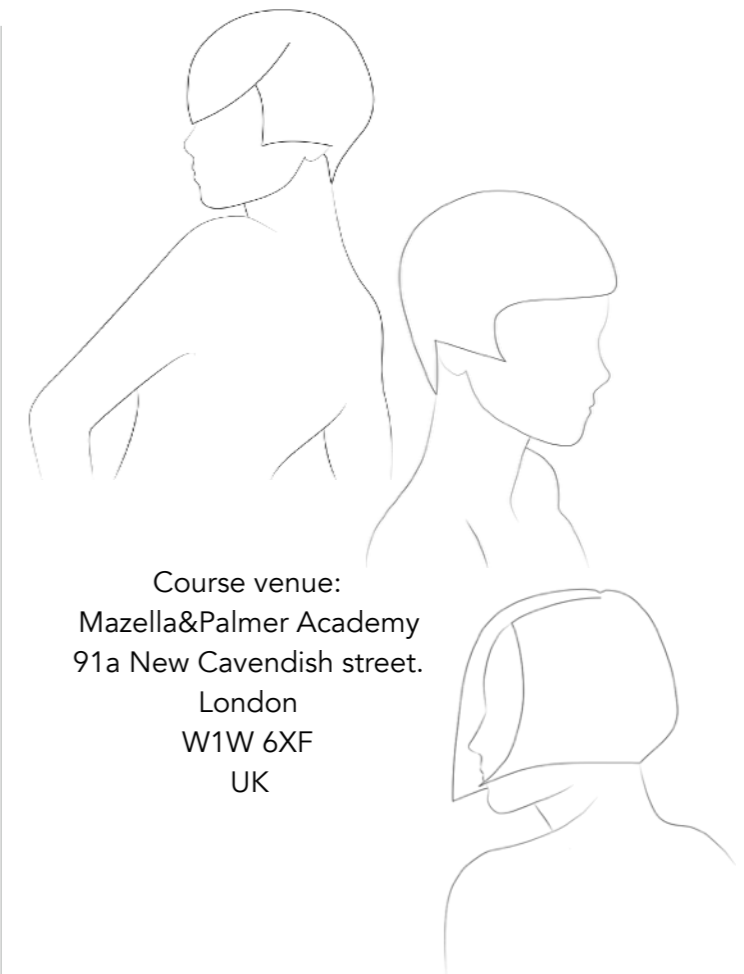 Course venue:
Mazella&Palmer Academy
91a New Cavendish street.
London
W1W 6XF
UK